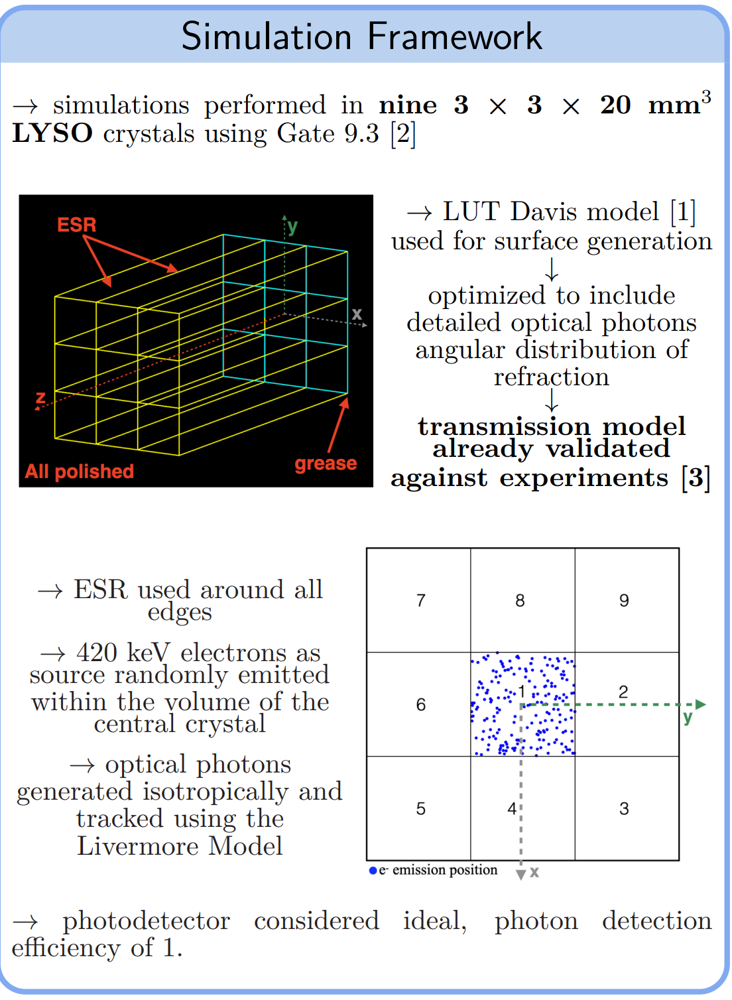 Simulation Framework
→ simulations performed in nine 3 × 3 × 20 mm³
LYSO crystals using Gate 9.3 [2]
ESR
y
x
z
All polished
grease
→ LUT Davis model [1]
used for surface generation
↓
optimized to include
detailed optical photons
angular distribution of
refraction
↓
transmission model
already validated
against experiments [3]
→ ESR used around all
edges
→ 420 keV electrons as
source randomly emitted
within the volume of the
central crystal
→ optical photons
generated isotropically and
tracked using the
Livermore Model
7 8 9
6 1 2
y
5 4 3
x
e⁻ emission position
→ photodetector considered ideal, photon detection
efficiency of 1.